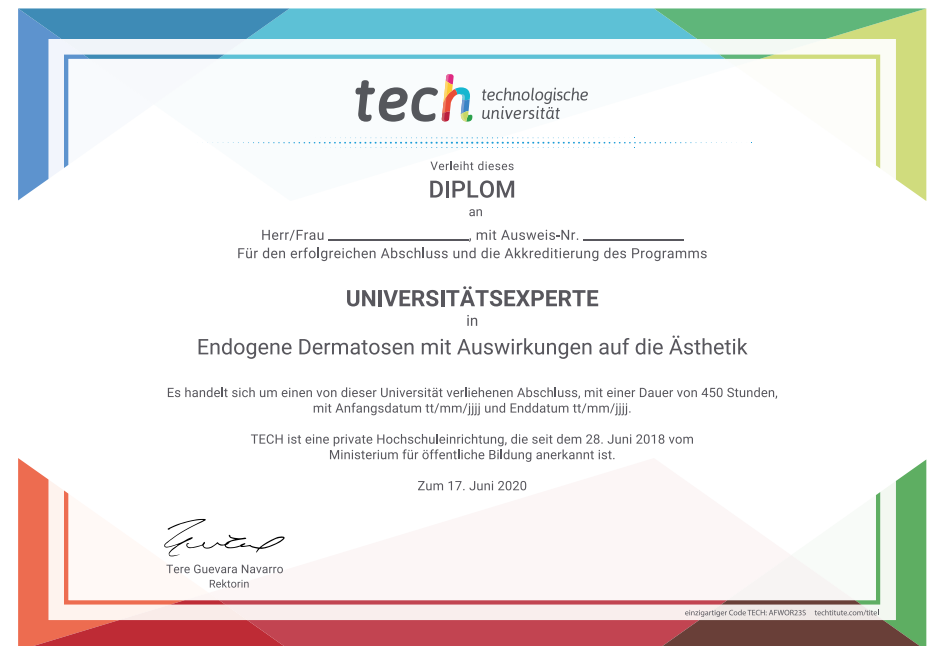 tech technologische
universität
Verleiht dieses
DIPLOM
an
Herr/Frau ____________________, mit Ausweis-Nr. ______________
Für den erfolgreichen Abschluss und die Akkreditierung des Programms
UNIVERSITÄTSEXPERTE
in
Endogene Dermatosen mit Auswirkungen auf die Ästhetik
Es handelt sich um einen von dieser Universität verliehenen Abschluss, mit einer Dauer von 450 Stunden,
mit Anfangsdatum tt/mm/jjjj und Enddatum tt/mm/jjjj.
TECH ist eine private Hochschuleinrichtung, die seit dem 28. Juni 2018 vom
Ministerium für öffentliche Bildung anerkannt ist.
Zum 17. Juni 2020
Tere Guevara Navarro
Rektorin
einzigartiger Code TECH: AFWOR23S techtitute.com/titel